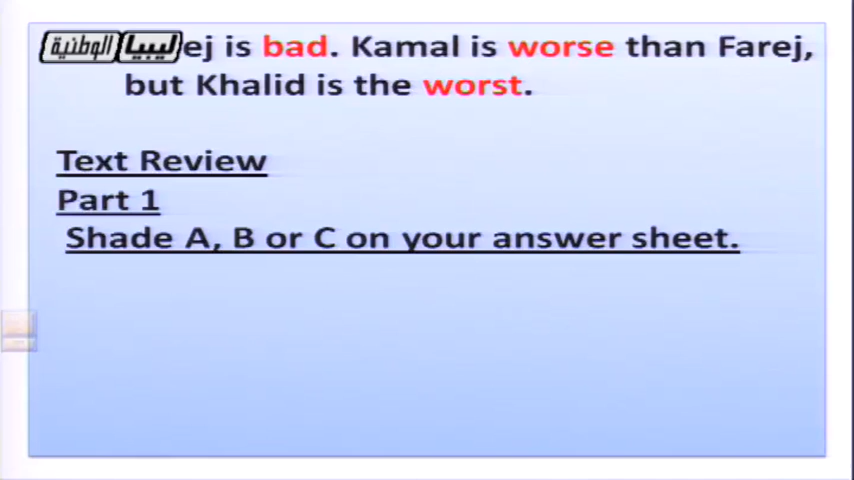 ليبيا الوطنية
ej is bad. Kamal is worse than Farej,
but Khalid is the worst.
Text Review
Part 1
Shade A, B or C on your answer sheet.